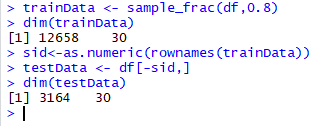 > trainData <- sample_frac(df,0.8)
> dim(trainData)
[1] 12658    30
> sid<-as.numeric(rownames(trainData))
> testData <- df[-sid,]
> dim(testData)
[1] 3164   30
>